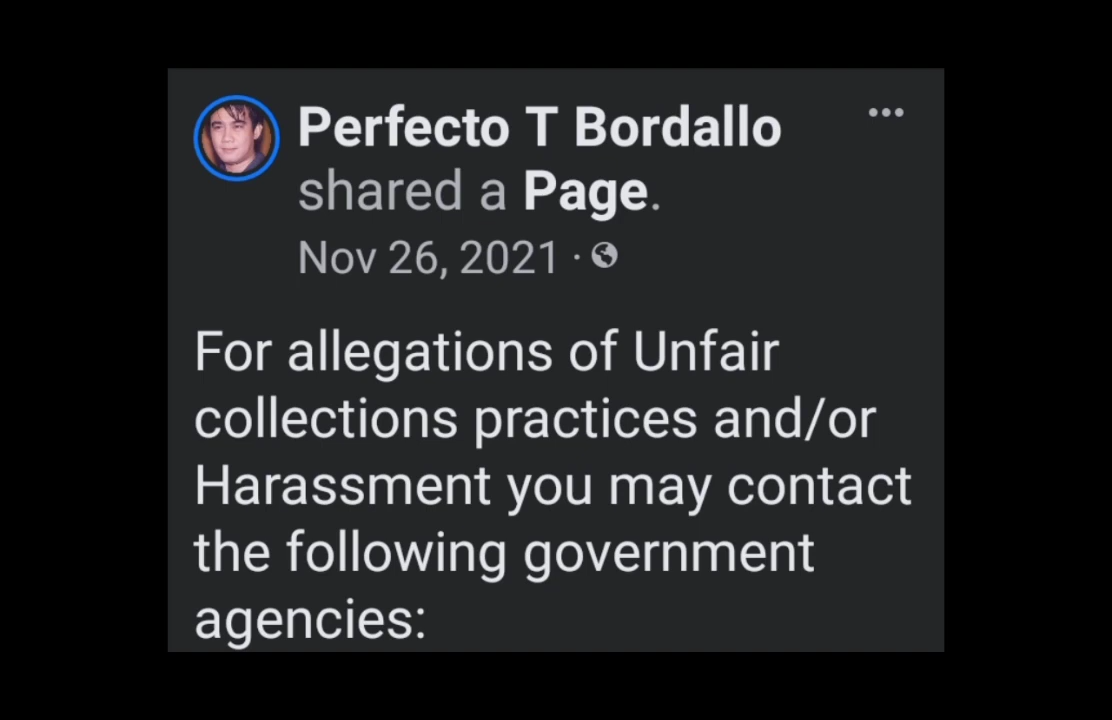 Perfecto T Bordallo
shared a Page.
Nov 26, 2021 ·
For allegations of Unfair
collections practices and/or
Harassment you may contact
the following government
agencies: